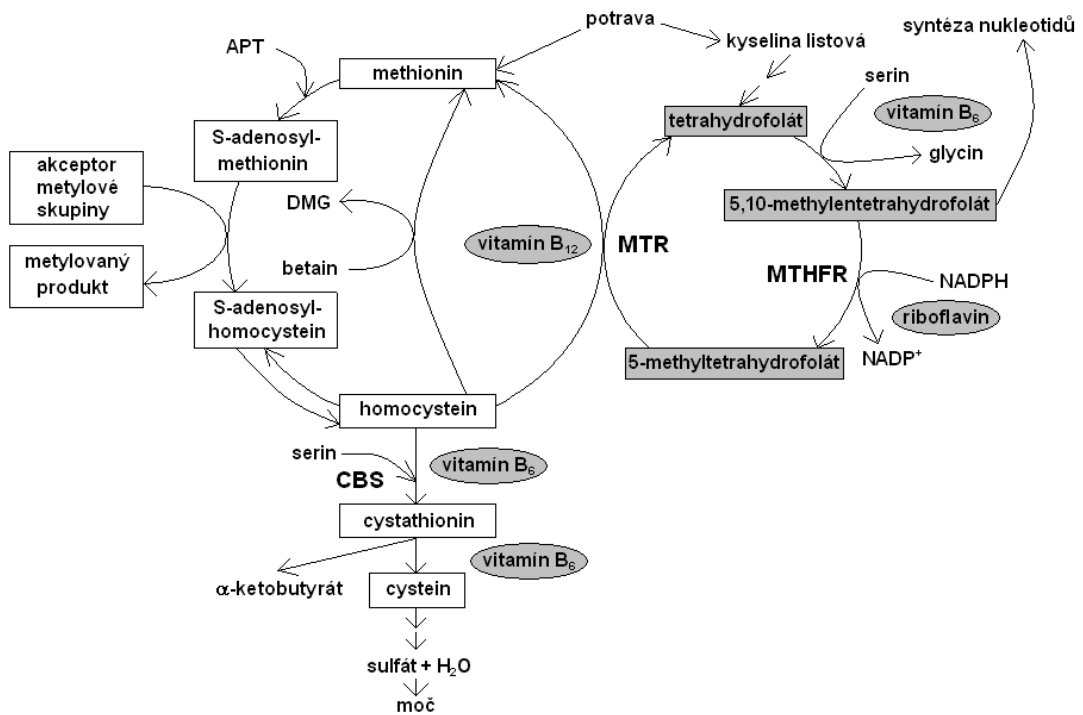 potrava
syntéza nukleotidů
APT
kyselina listová
methionin
serin
tetrahydrofolát
vitamín B₆
S-adenosyl-
methionin
akceptor
metylové
skupiny
glycin
DMG
5,10-methylentetrahydrofolát
vitamín B₁₂
MTR
metylovaný
produkt
betain
MTHFR
NADPH
S-adenosyl-
homocystein
riboflavin
5-methyltetrahydrofolát
NADP⁺
homocystein
serin
CBS
vitamín B₆
cystathionin
vitamín B₆
α-ketobutyrát
cystein
sulfát + H₂O
moč